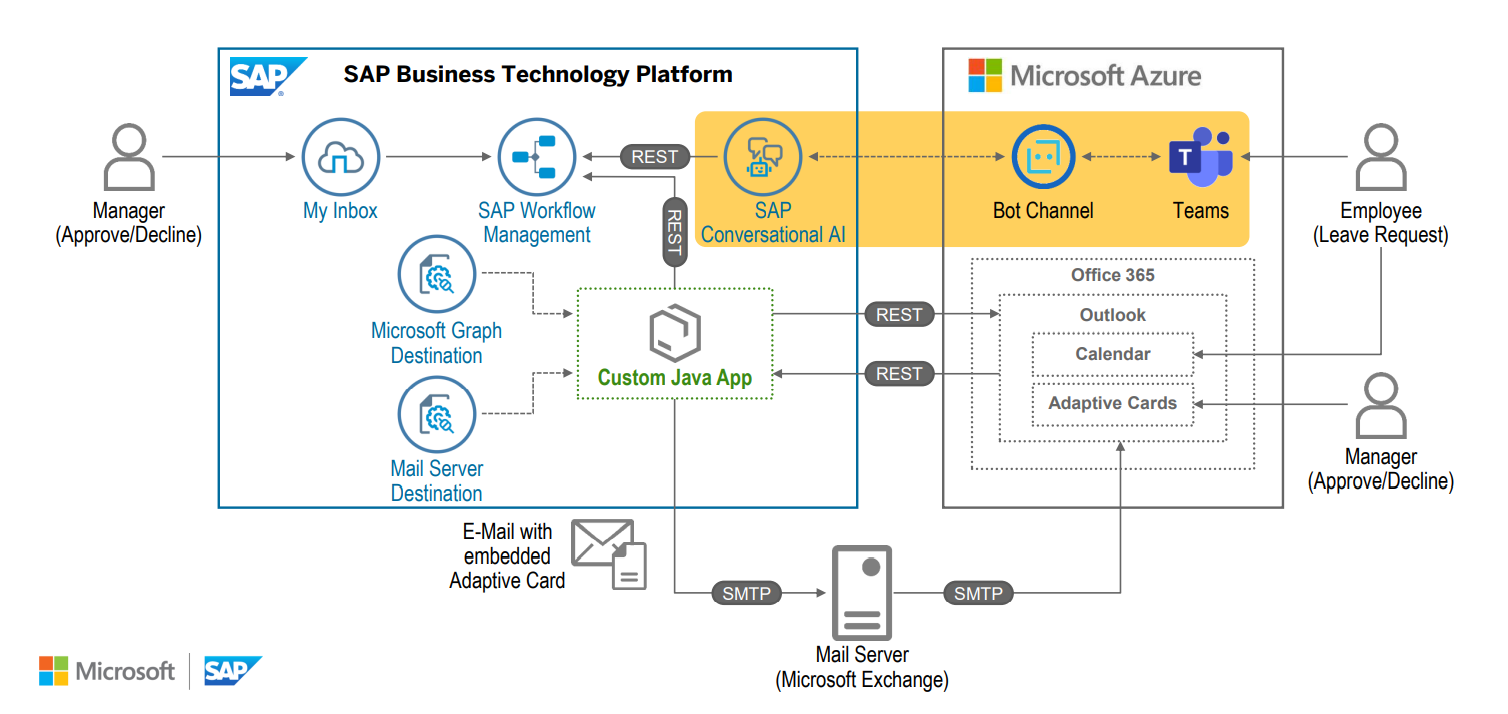 SAP
®
SAP Business Technology Platform
Microsoft Azure
REST
T
Manager
(Approve/Decline)
My Inbox
SAP Workflow
Management
REST
SAP
Conversational AI
Bot Channel
Teams
Employee
(Leave Request)
Microsoft Graph
Destination
Custom Java App
REST
REST
Office 365
Outlook
Calendar
Adaptive Cards
Mail Server
Destination
Manager
(Approve/Decline)
E-Mail with
embedded
Adaptive Card
SMTP
SMTP
Mail Server
(Microsoft Exchange)
Microsoft
SAP